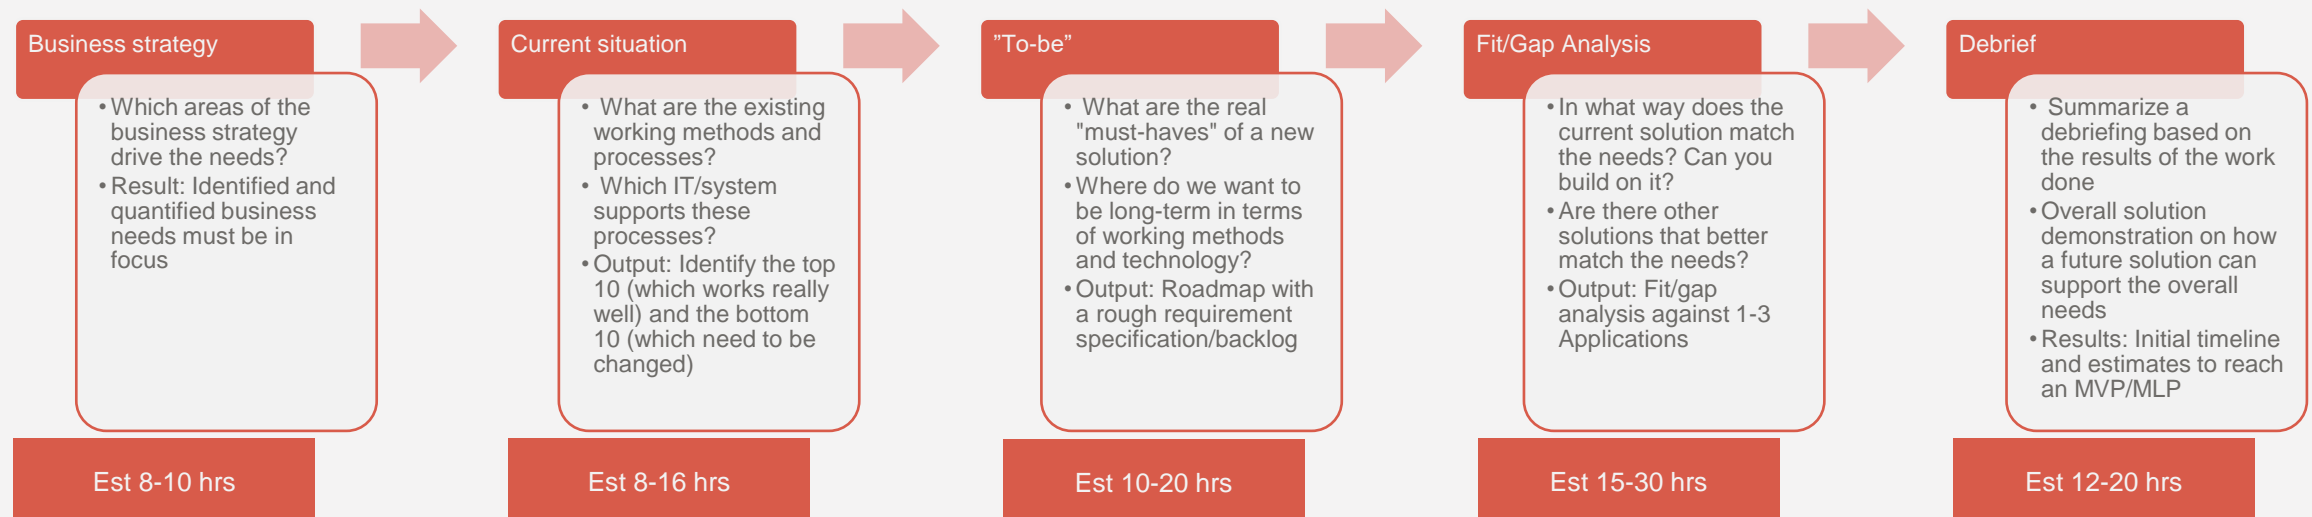 Business strategy
• Which areas of the
business strategy
drive the needs?
• Result: Identified and
quantified business
needs must be in
focus
Est 8-10 hrs
Current situation
• What are the existing
working methods and
processes?
• Which IT/system
supports these
processes?
• Output: Identify the top
10 (which works really
well) and the bottom
10 (which need to be
changed)
Est 8-16 hrs
”To-be”
• What are the real
"must-haves" of a new
solution?
• Where do we want to
be long-term in terms
of working methods
and technology?
• Output: Roadmap with
a rough requirement
specification/backlog
Est 10-20 hrs
Fit/Gap Analysis
• In what way does the
current solution match
the needs? Can you
build on it?
• Are there other
solutions that better
match the needs?
• Output: Fit/gap
analysis against 1-3
Applications
Est 15-30 hrs
Debrief
• Summarize a
debriefing based on
the results of the work
done
• Overall solution
demonstration on how
a future solution can
support the overall
needs
• Results: Initial timeline
and estimates to reach
an MVP/MLP
Est 12-20 hrs